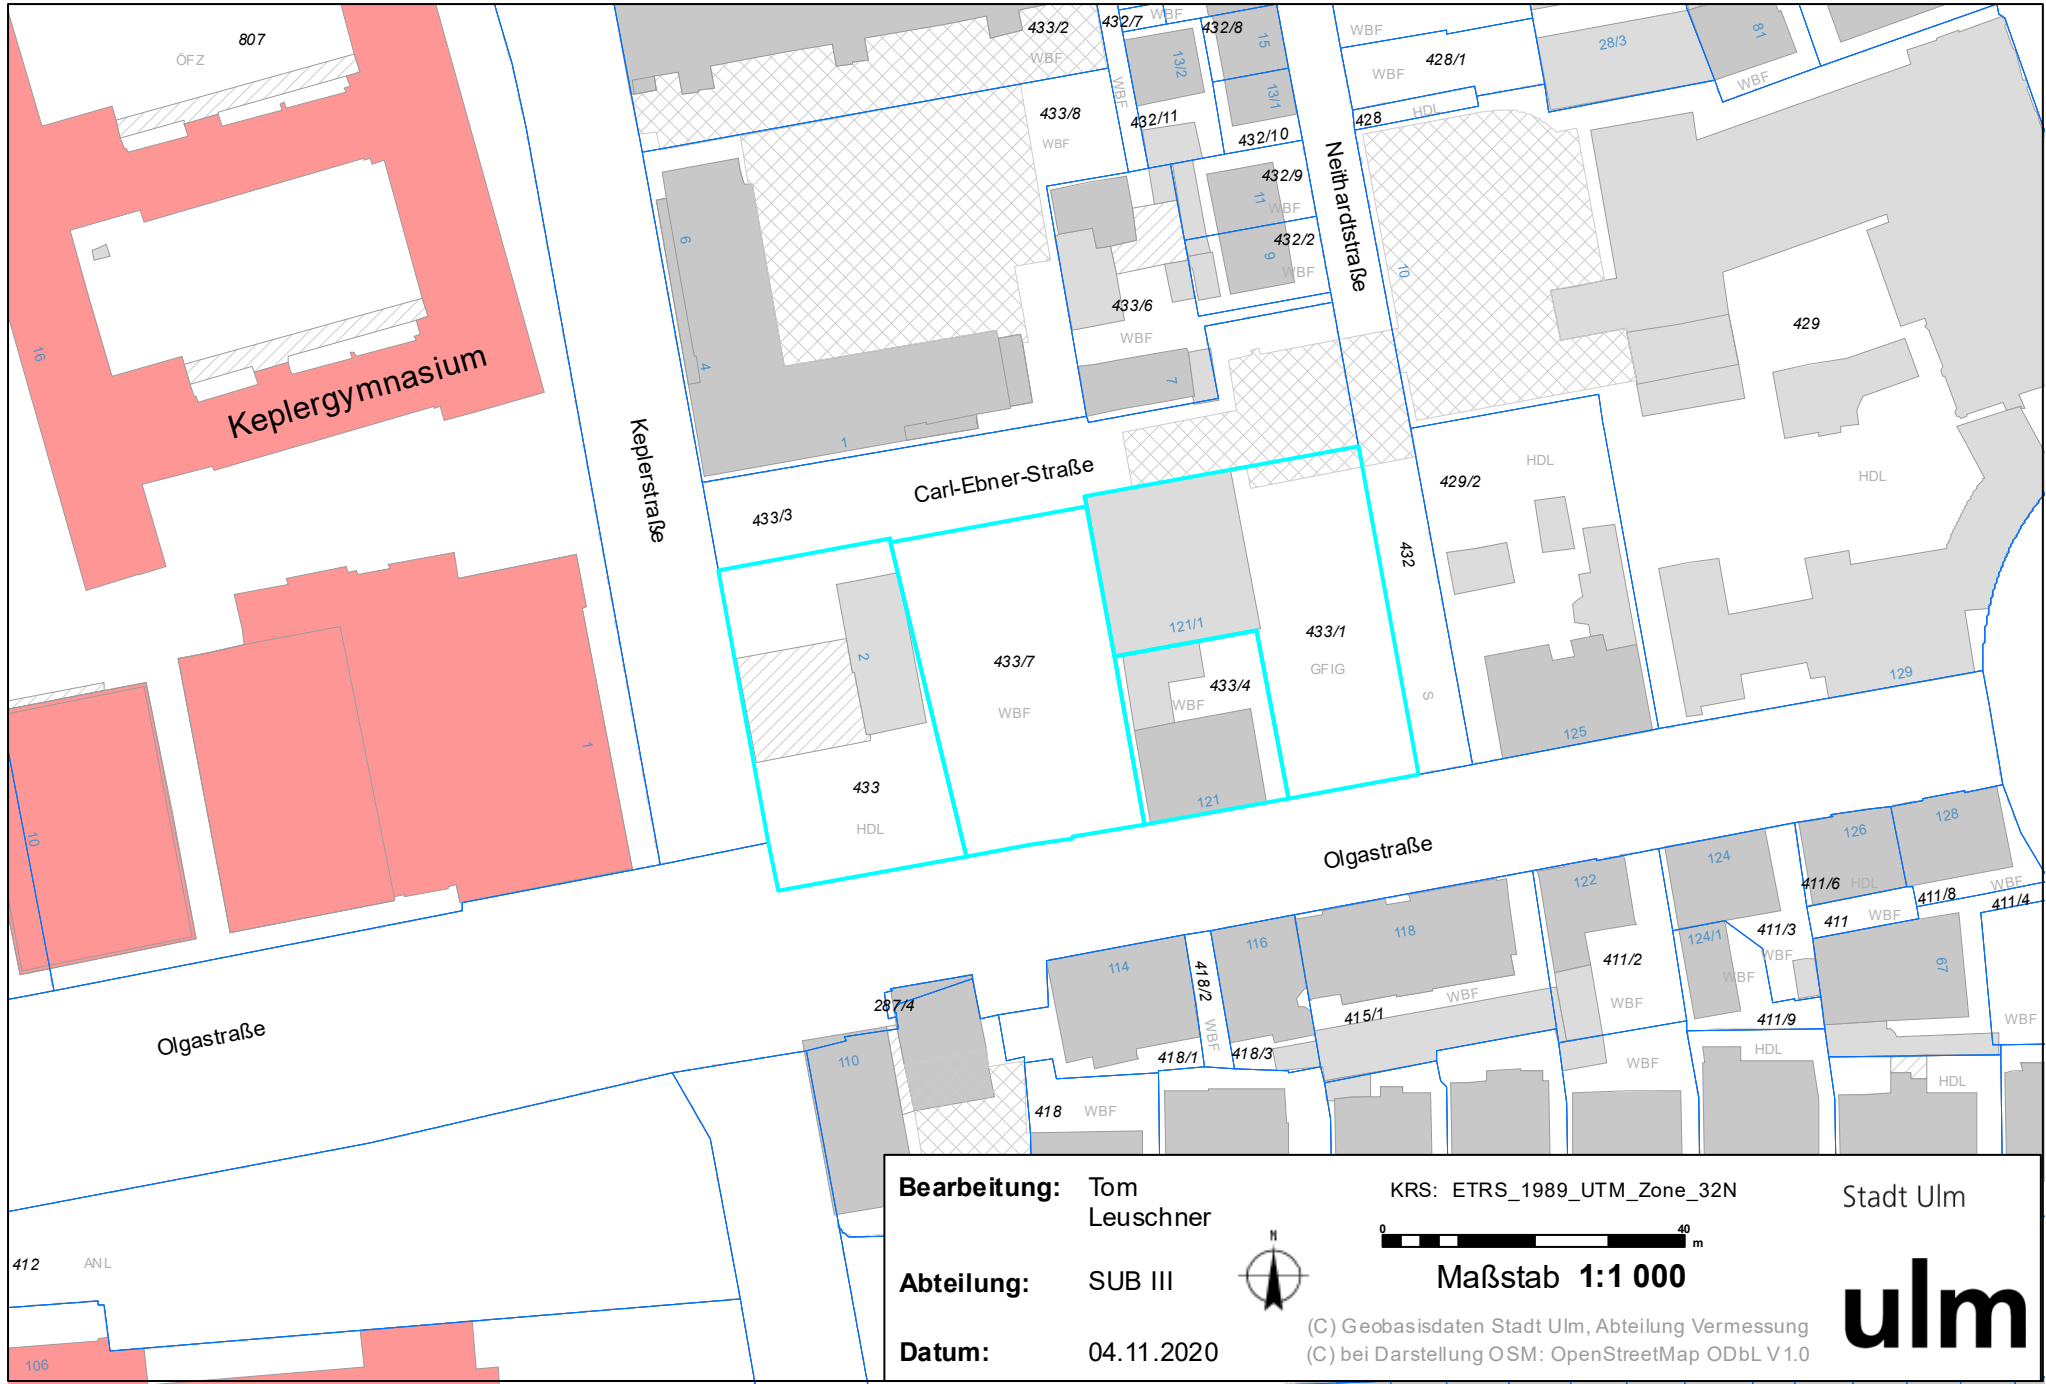 807
ÖFZ
433/2
WBF
432/7
WBF
432/8
15
13/2
13/1
WBF
433/8
WBF
432/11
432/10
WBF
428/1
WBF
28/3
81
WBF
428
HDL
Neithardtstraße
432/9
11
WBF
432/2
9
WBF
10
6
4
1
433/6
WBF
7
429
HDL
16
Keplergymnasium
Keplerstraße
Carl-Ebner-Straße
433/3
HDL
429/2
432
S
2
433/7
WBF
121/1
433/1
GFIG
433/4
WBF
121
433
HDL
125
129
1
10
Olgastraße
124
126
128
122
411/6
HDL
WBF
411/8
411/4
118
116
114
418/2
WBF
411/2
WBF
124/1
WBF
411/3
WBF
411
WBF
67
WBF
415/1
WBF
411/9
HDL
WBF
HDL
418/1
418/3
287/4
Olgastraße
110
418
WBF
412
ANL
106
Bearbeitung: Tom
Leuschner
Abteilung: SUB III
Datum: 04.11.2020
N
KRS: ETRS_1989_UTM_Zone_32N
0 40
m
Maßstab 1:1 000
(C) Geobasisdaten Stadt Ulm, Abteilung Vermessung
(C) bei Darstellung OSM: OpenStreetMap ODbL V1.0
Stadt Ulm
ulm